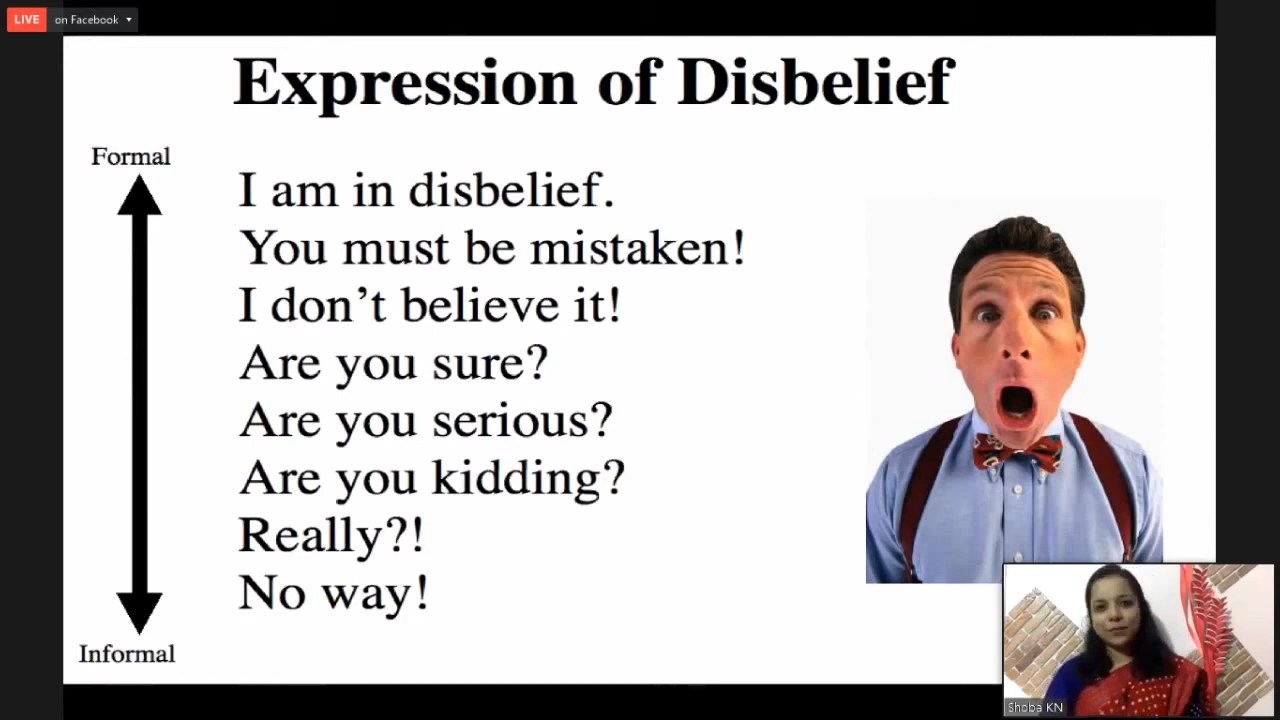 LIVE on Facebook
Expression of Disbelief
Formal
I am in disbelief.
You must be mistaken!
I don’t believe it!
Are you sure?
Are you serious?
Are you kidding?
Really?!
No way!
Informal
Shoba KN